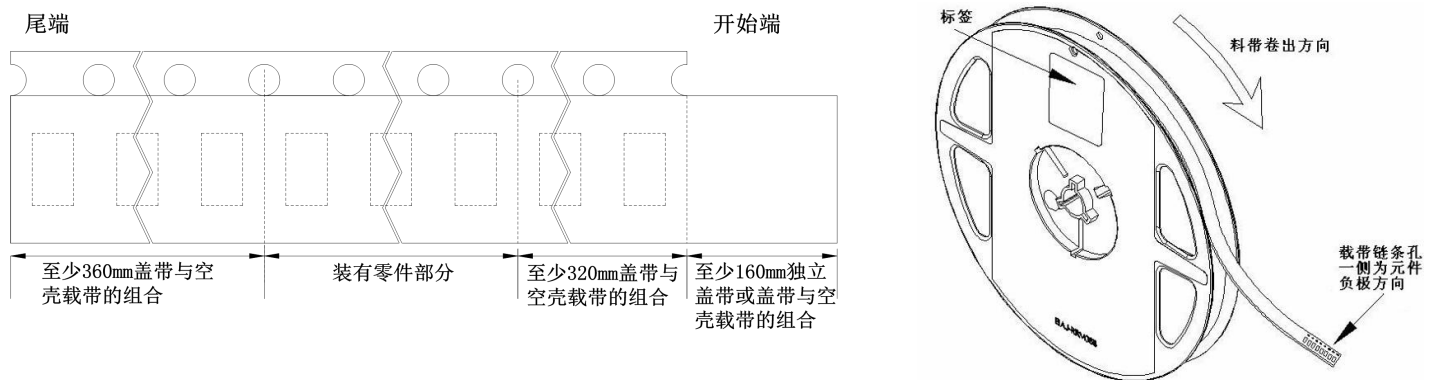 尾端
开始端
至少360mm盖带与空
壳载带的组合
装有零件部分
至少320mm盖带与
空壳载带的组合
至少160mm独立
盖带或盖带与空
壳载带的组合
标签
料带卷出方向
载带链条孔
一侧为元件
负极方向